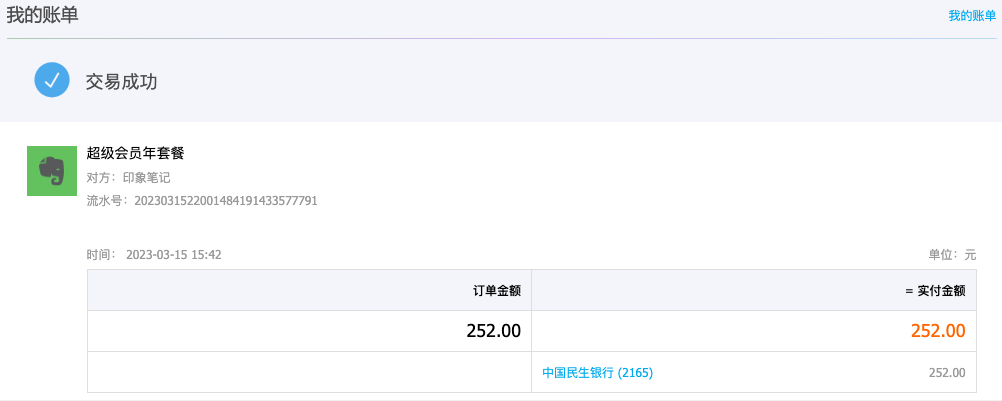 我的账单 我的账单
交易成功
超级会员年套餐
对方：印象笔记
流水号：2023031522001484191433577791
时间： 2023-03-15 15:42 单位：元
订单金额 = 实付金额
252.00 252.00
中国民生银行 (2165) 252.00